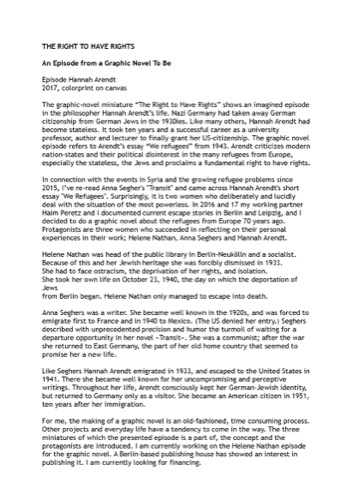 THE RIGHT TO HAVE RIGHTS
An Episode from a Graphic Novel To Be
Episode Hannah Arendt
2017, colorprint on canvas
The graphic-novel miniature “The Right to Have Rights” shows an imagined episode
in the philosopher Hannah Arendt’s life. Nazi Germany had taken away German
citizenship from German Jews in the 1930ies. Like many others, Hannah Arendt had
become stateless. It took ten years and a successful career as a university
professor, author and lecturer to finally grant her US-citizenship. The graphic novel
episode refers to Arendt’s essay “We refugees” from 1943. Arendt criticizes modern
nation-states and their political disinterest in the many refugees from Europe,
especially the stateless, the Jews and proclaims a fundamental right to have rights.
In connection with the events in Syria and the growing refugee problems since
2015, I’ve re-read Anna Seghers’s "Transit" and came across Hannah Arendt's short
essay "We Refugees". Surprisingly, it is two women who deliberately and lucidly
deal with the situation of the most powerless. In 2016 and 17 my working partner
Haim Peretz and I documented current escape stories in Berlin and Leipzig, and I
decided to do a graphic novel about the refugees from Europe 70 years ago.
Protagonists are three women who succeeded in reflecting on their personal
experiences in their work; Helene Nathan, Anna Seghers and Hannah Arendt.
Helene Nathan was head of the public library in Berlin-Neukölln and a socialist.
Because of this and her Jewish heritage she was forcibly dismissed in 1933.
She had to face ostracism, the deprivation of her rights, and isolation.
She took her own life on October 23, 1940, the day on which the deportation of
Jews
from Berlin began. Helene Nathan only managed to escape into death.
Anna Seghers was a writer. She became well known in the 1920s, and was forced to
emigrate first to France and in 1940 to Mexico. (The US denied her entry.) Seghers
described with unprecedented precision and humor the turmoil of waiting for a
departure opportunity in her novel «Transit». She was a communist; after the war
she returned to East Germany, the part of her old home country that seemed to
promise her a new life.
Like Seghers Hannah Arendt emigrated in 1933, and escaped to the United States in
1941. There she became well known for her uncompromising and perceptive
writings. Throughout her life, Arendt consciously kept her German-Jewish identity,
but returned to Germany only as a visitor. She became an American citizen in 1951,
ten years after her immigration.
For me, the making of a graphic novel is an old-fashioned, time consuming process.
Other projects and everyday life have a tendency to come in the way. The three
miniatures of which the presented episode is a part of, the concept and the
protagonists are introduced. I am currently working on the Helene Nathan episode
for the graphic novel. A Berlin-based publishing house has showed an interest in
publishing it. I am currently looking for financing.